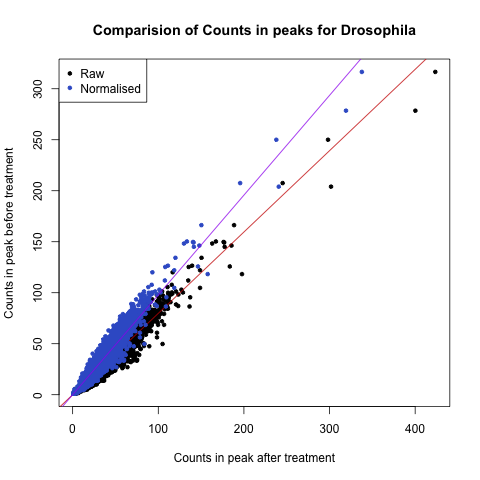 Comparision of Counts in peaks for Drosophila
Raw
Normalised
Counts in peak before treatment
300
250
200
150
100
50
0
0 100 200 300 400
Counts in peak after treatment